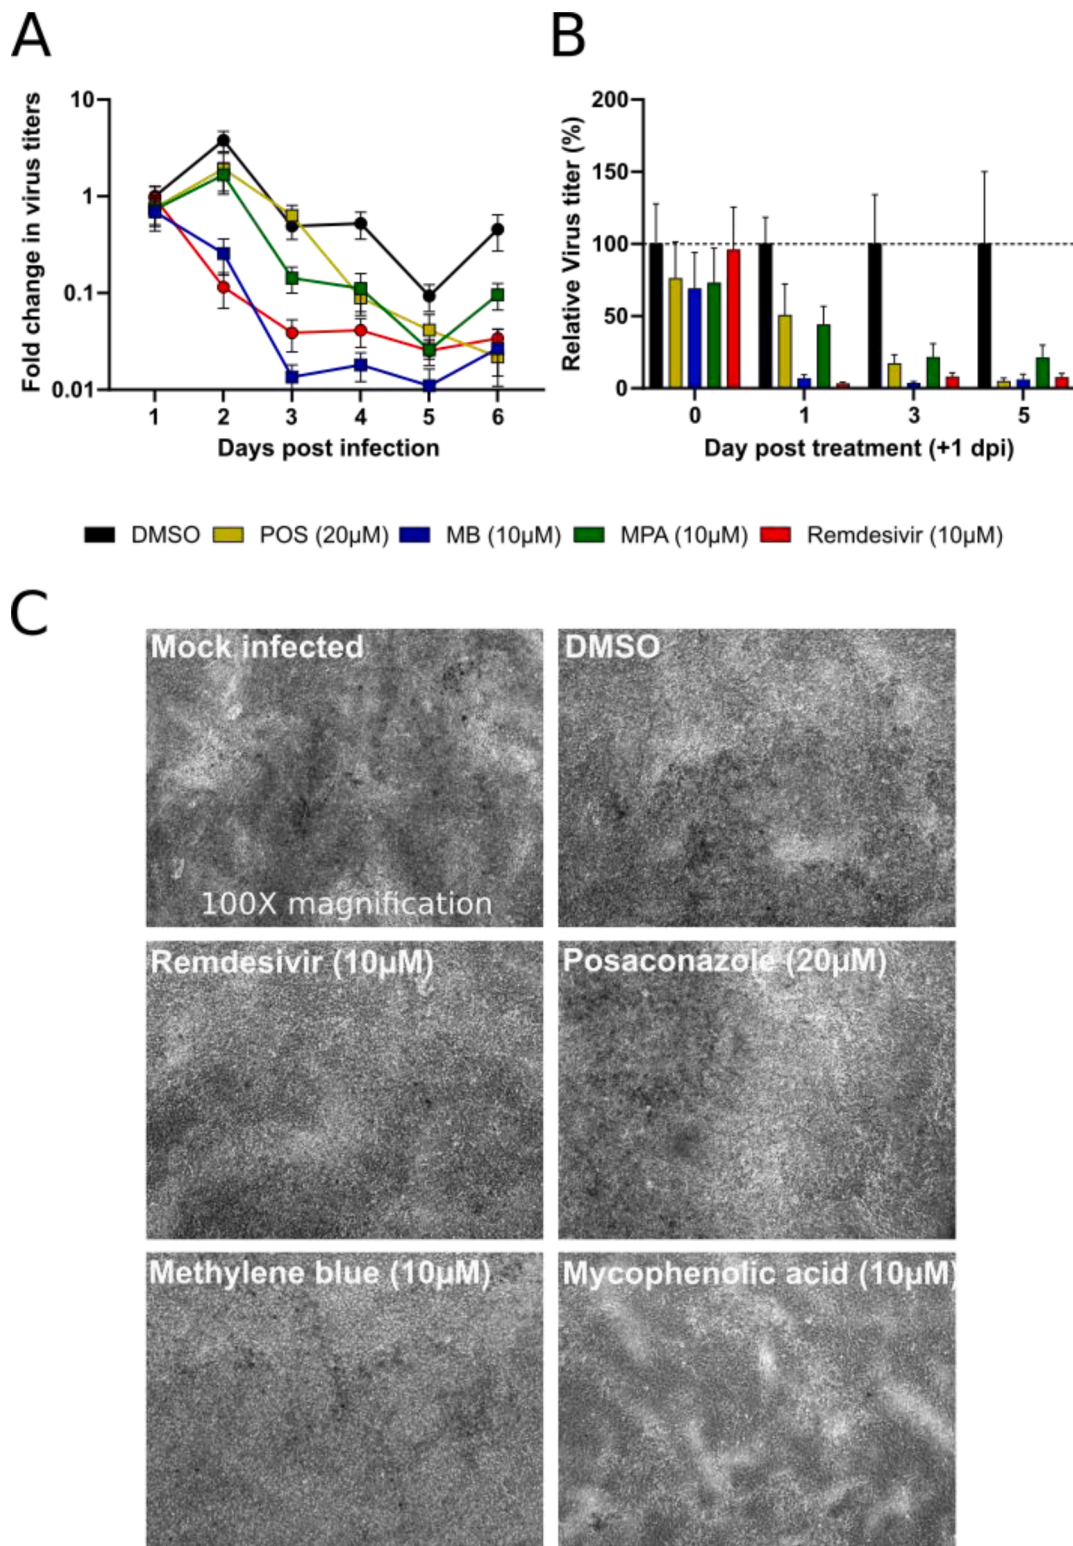 A
B
Fold change in virus titers
10
1
0.1
0.01
1 2 3 4 5 6
Days post infection
Relative Virus titer (%)
200
150
100
50
0
0 1 3 5
Day post treatment (+1 dpi)
DMSO POS (20µM) MB (10µM) MPA (10µM) Remdesivir (10µM)
C
Mock infected
100X magnification
DMSO
Remdesivir (10µM)
Posaconazole (20µM)
Methylene blue (10µM)
Mycophenolic acid (10µM)